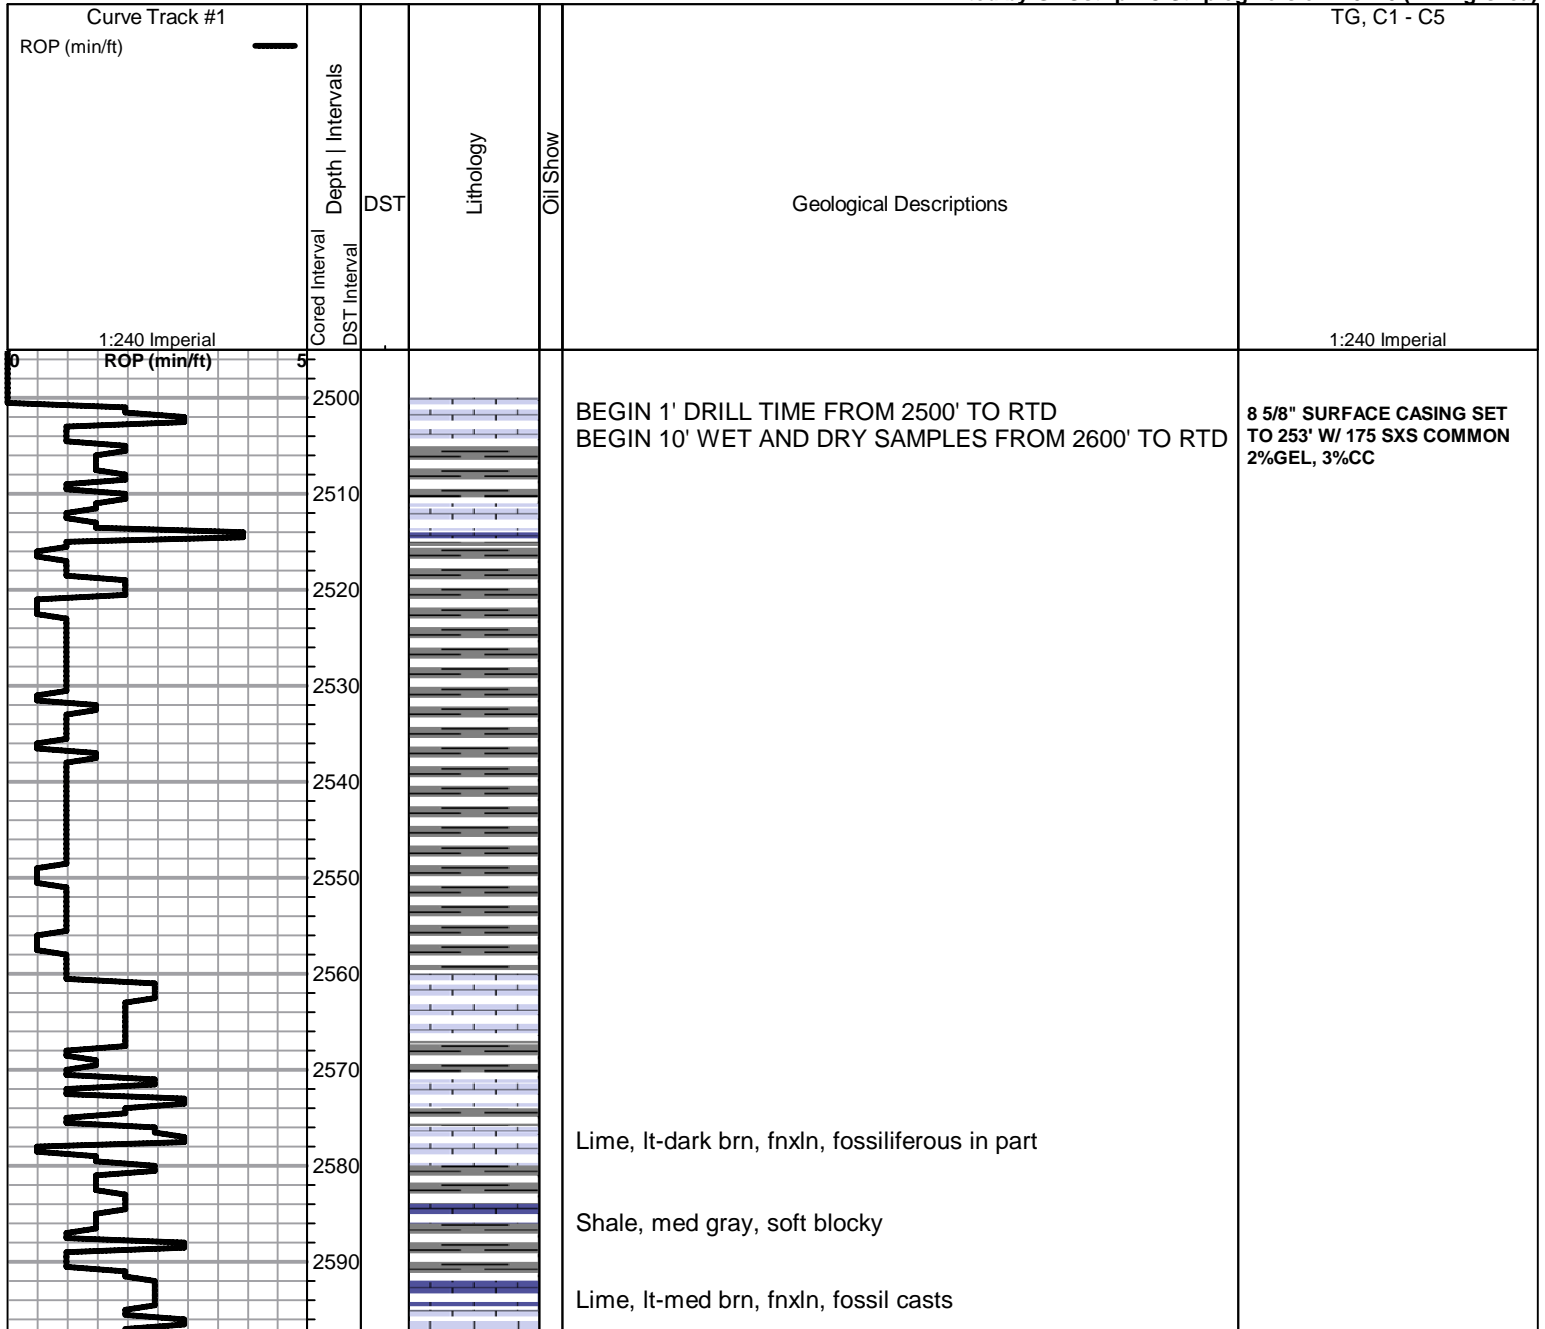 Curve Track #1
ROP (min/ft)
1:240 Imperial
Depth | Intervals
Cored Interval
DST Interval
DST
Lithology
Oil Show
Geological Descriptions
TG, C1 - C5
1:240 Imperial
0 ROP (min/ft) 5
2500
BEGIN 1' DRILL TIME FROM 2500' TO RTD
BEGIN 10' WET AND DRY SAMPLES FROM 2600' TO RTD
8 5/8" SURFACE CASING SET
TO 253' W/ 175 SXS COMMON
2%GEL, 3%CC
2510
2520
2530
2540
2550
2560
2570
Lime, lt-dark brn, fnxln, fossiliferous in part
2580
Shale, med gray, soft blocky
2590
Lime, lt-med brn, fnxln, fossil casts